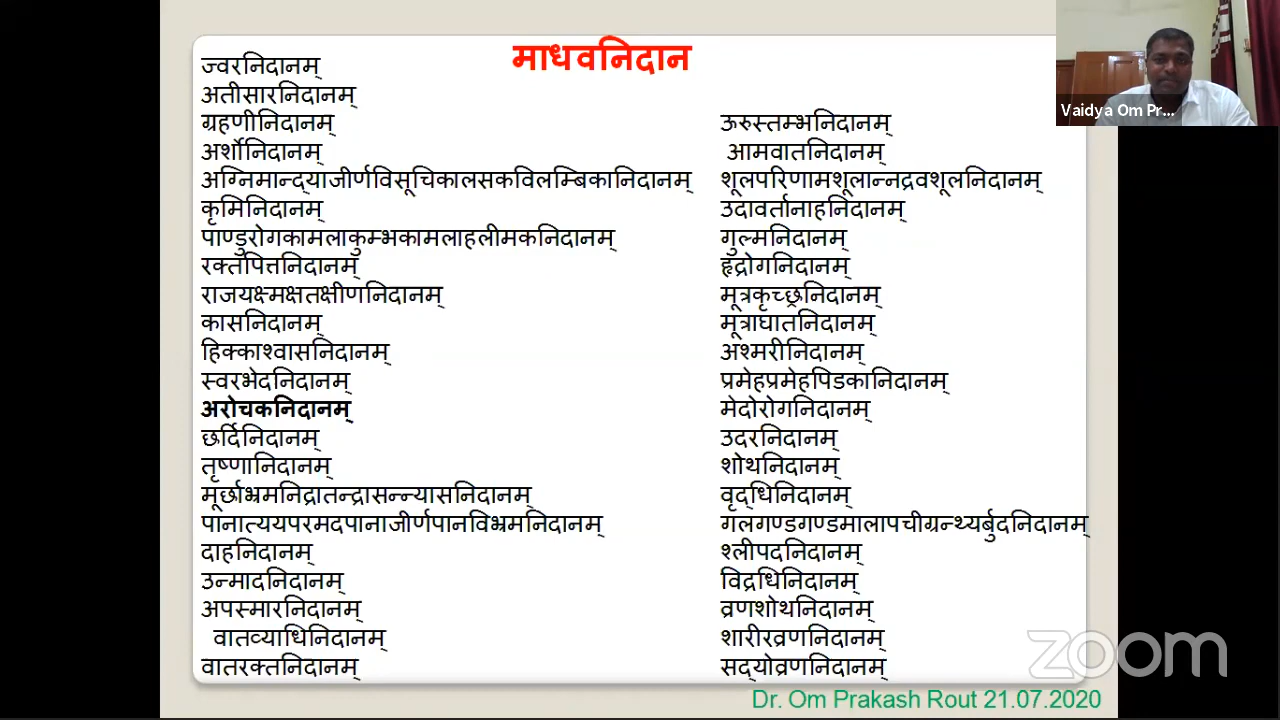 माधवनिदान
ज्वरनिदानम्
अतीसारनिदानम्
ग्रहणीनिदानम्
अर्शोनिदानम्
अग्निमान्द्याजीर्णविसूचिकालसकविलम्बिकानिदानम्
कृमिनिदानम्
पाण्डुरोगकामलाकुम्भकामलाहलीमकनिदानम्
रक्तपित्तनिदानम्
राजयक्ष्मक्षतक्षीणनिदानम्
कासनिदानम्
हिक्काश्वासनिदानम्
स्वरभेदनिदानम्
अरोचकनिदानम्
छर्दिनिदानम्
तृष्णानिदानम्
मूर्छाभ्रमनिद्रातन्द्रासन्न्यासनिदानम्
पानात्ययपरमदपानाजीर्णपानविभ्रमनिदानम्
दाहनिदानम्
उन्मादनिदानम्
अपस्मारनिदानम्
वातव्याधिनिदानम्
वातरक्तनिदानम्
ऊरुस्तम्भनिदानम्
आमवातनिदानम्
शूलपरिणामशूलान्नद्रवशूलनिदानम्
उदावर्तानाहनिदानम्
गुल्मनिदानम्
हृद्रोगनिदानम्
मूत्रकृच्छ्रनिदानम्
मूत्राघातनिदानम्
अश्मरीनिदानम्
प्रमेहप्रमेहपिडकानिदानम्
मेदोरोगनिदानम्
उदरनिदानम्
शोथनिदानम्
वृद्धिनिदानम्
गलगण्डगण्डमालापचीग्रन्थ्यर्बुदनिदानम्
श्लीपदनिदानम्
विद्रधिनिदानम्
व्रणशोथनिदानम्
शारीरव्रणनिदानम्
सद्योव्रणनिदानम्
Vaidya Om Pr...
zoom
Dr. Om Prakash Rout 21.07.2020